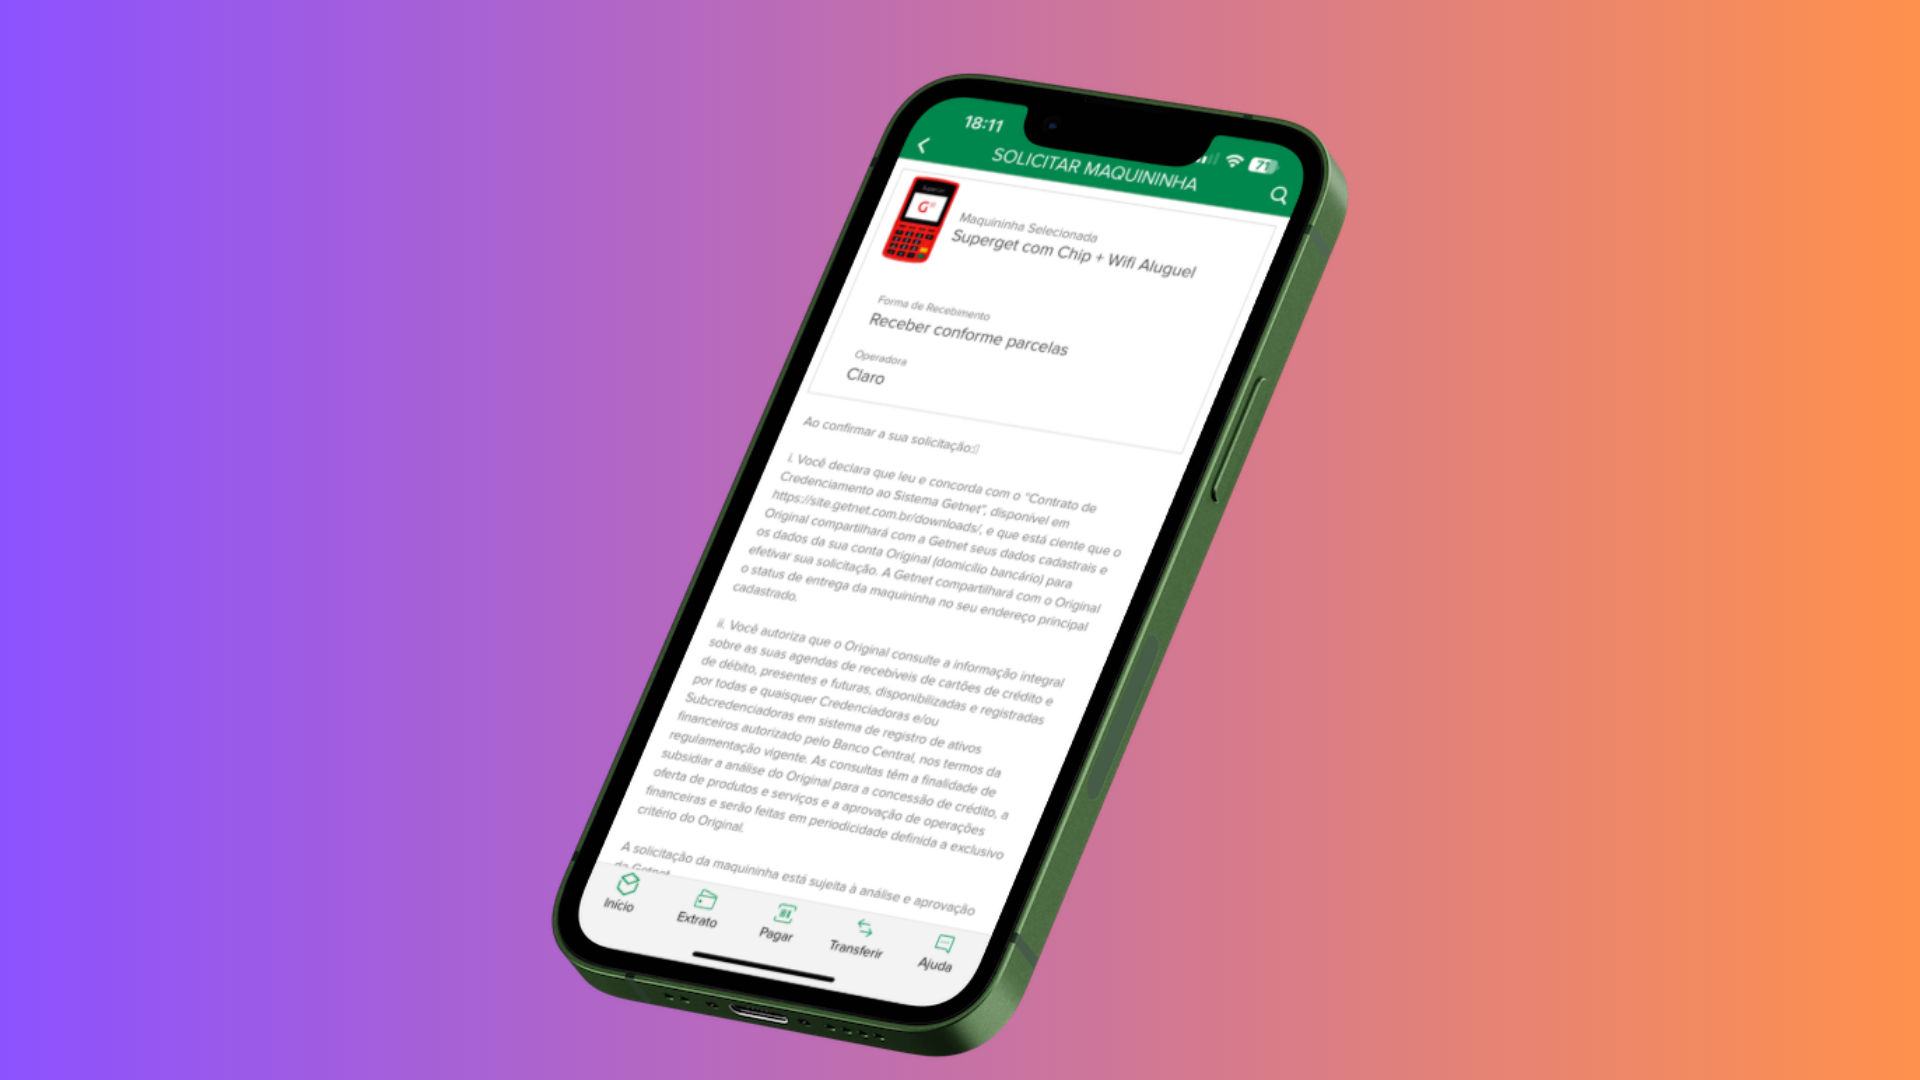 18:11
71
SOLICITAR MAQUININHA
Maquininha Selecionada
Superget com Chip + Wifi Aluguel
Forma de Recebimento
Receber conforme parcelas
Operadora
Claro
Ao confirmar a sua solicitação:
i. Você declara que leu e concorda com o "Contrato de
Credenciamento ao Sistema Getnet", disponível em
https://site.getnet.com.br/downloads/, e que está ciente que o
Original compartilhará com a Getnet seus dados cadastrais e
os dados da sua conta Original (domicílio bancário) para
efetivar sua solicitação. A Getnet compartilhará com o Original
o status de entrega da maquininha no seu endereço principal
cadastrado.
ii. Você autoriza que o Original consulte a informação integral
sobre as suas agendas de recebíveis de cartões de crédito e
de débito, presentes e futuras, disponibilizadas e registradas
por todas e quaisquer Credenciadoras e/ou
Subcredenciadoras em sistema de registro de ativos
financeiros autorizado pelo Banco Central, nos termos da
regulamentação vigente. As consultas têm a finalidade de
subsidiar a análise do Original para a concessão de crédito, a
oferta de produtos e serviços e a aprovação de operações
financeiras e serão feitas em periodicidade definida a exclusivo
critério do Original.
A solicitação da maquininha está sujeita à análise e aprovação
da Getnet
Início
Extrato
Pagar
Transferir
Ajuda